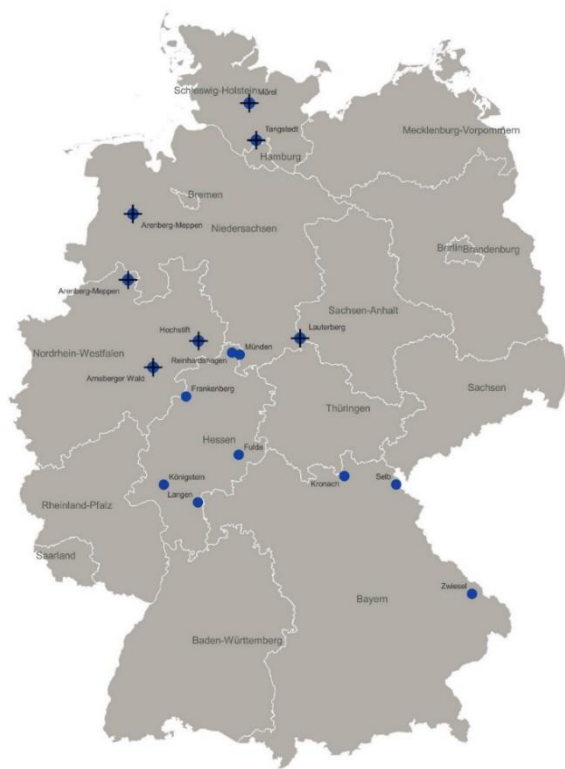 Schleswig-Holstein
Mörel
Mecklenburg-Vorpommern
Tangstedt
Hamburg
Bremen
Arenberg-Meppen
Niedersachsen
Berlin
Brandenburg
Arenberg-Meppen
Sachsen-Anhalt
Hochstift
Lauterberg
Nordrhein-Westfalen
Münden
Reinhardshagen
Arnsberger Wald
Sachsen
Frankenberg
Thüringen
Hessen
Fulda
Königstein
Kronach
Selb
Langen
Rheinland-Pfalz
Saarland
Zwiesel
Bayern
Baden-Württemberg